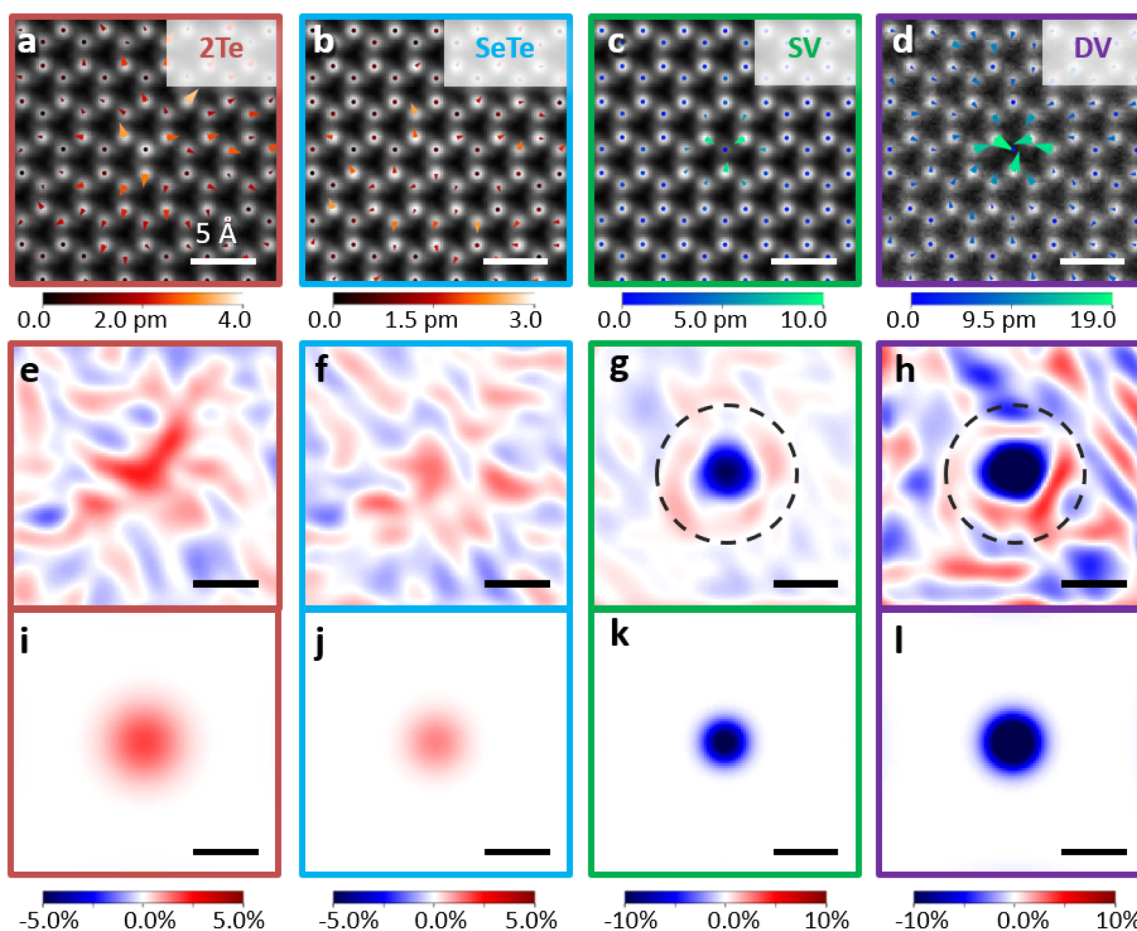 a 2Te b SeTe c SV d DV
5 Å
0.0 2.0 pm 4.0 0.0 1.5 pm 3.0 0.0 5.0 pm 10.0 0.0 9.5 pm 19.0
e f g h
i j k l
-5.0% 0.0% 5.0% -5.0% 0.0% 5.0% -10% 0.0% 10% -10% 0.0% 10%